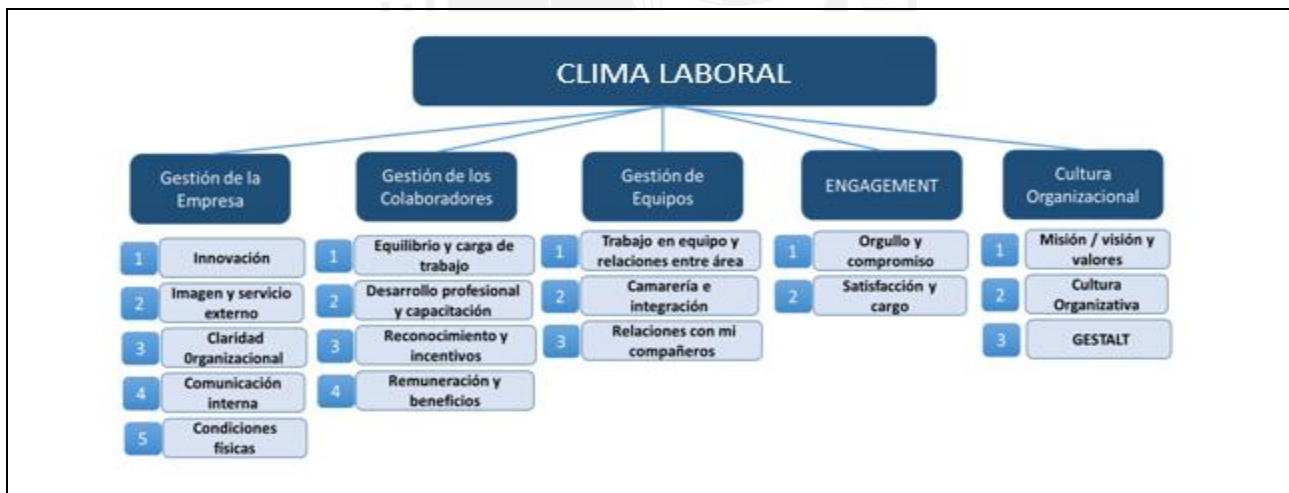 CLIMA LABORAL
Gestión de la
Empresa
1
Innovación
2
Imagen y servicio
externo
3
Claridad
0rganizacional
4
Comunicación
interna
5
Condiciones
físicas
Gestión de los
Colaboradores
1
Equilibrio y carga de
trabajo
2
Desarrollo profesional
y capacitación
3
Reconocimiento y
incentivos
4
Remuneración y
beneficios
Gestión de
Equipos
1
Trabajo en equipo y
relaciones entre área
2
Camarería e
integración
3
Relaciones con mi
compañeros
ENGAGEMENT
1
Orgullo y
compromiso
2
Satisfacción y
cargo
Cultura
Organizacional
1
Misión / visión y
valores
2
Cultura
Organizativa
3
GESTALT